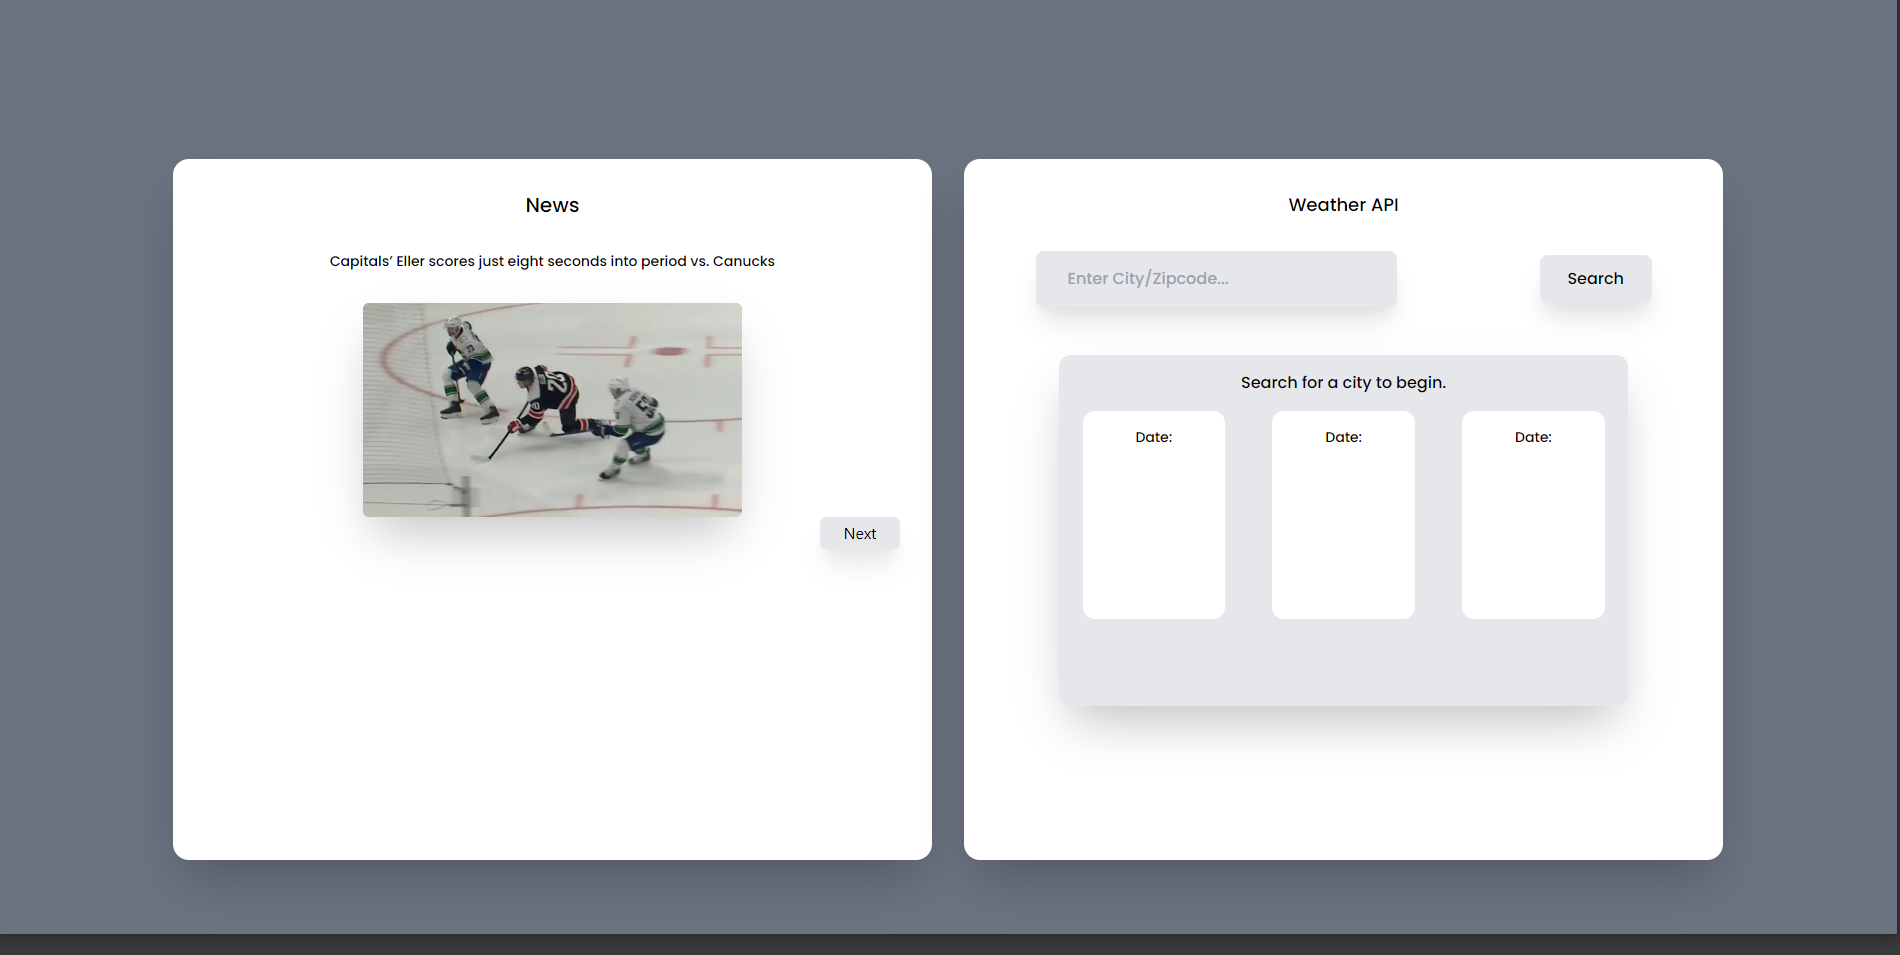 News
Capitals’ Eller scores just eight seconds into period vs. Canucks
20
Next
Weather API
Enter City/Zipcode...
Search
Search for a city to begin.
Date:
Date:
Date: